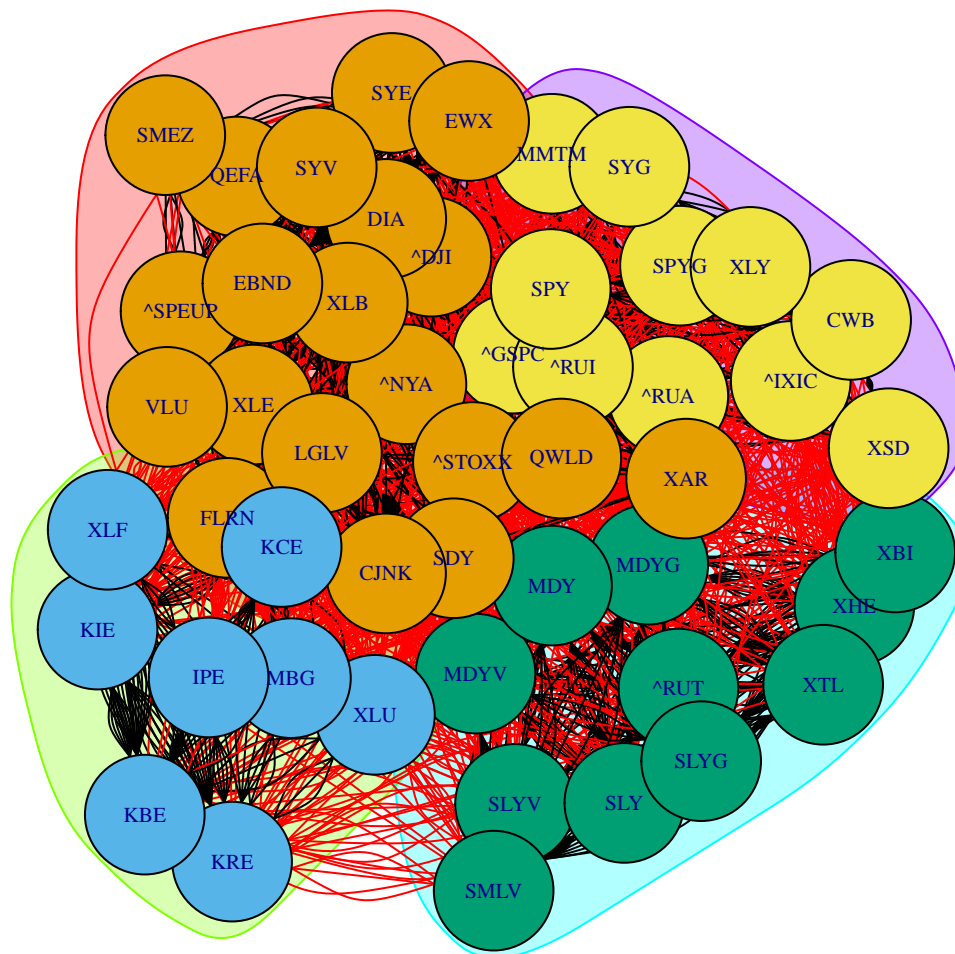 SYE
EWX
SMEZ
MMTM
SYV
SYG
QEFA
DIA
^DJI
SPYG
XLY
EBND
SPY
XLB
^SPEUP
CWB
^GSPC
^RUI
^NYA
^IXIC
^RUA
VLU
XLE
XSD
LGLV
^STOXX
QWLD
XAR
FLRN
XLF
KCE
XBI
SDY
MDYG
CJNK
MDY
XHE
KIE
MDYV
IPE
MBG
XTL
^RUT
XLU
SLYG
SLYV
SLY
KBE
KRE
SMLV